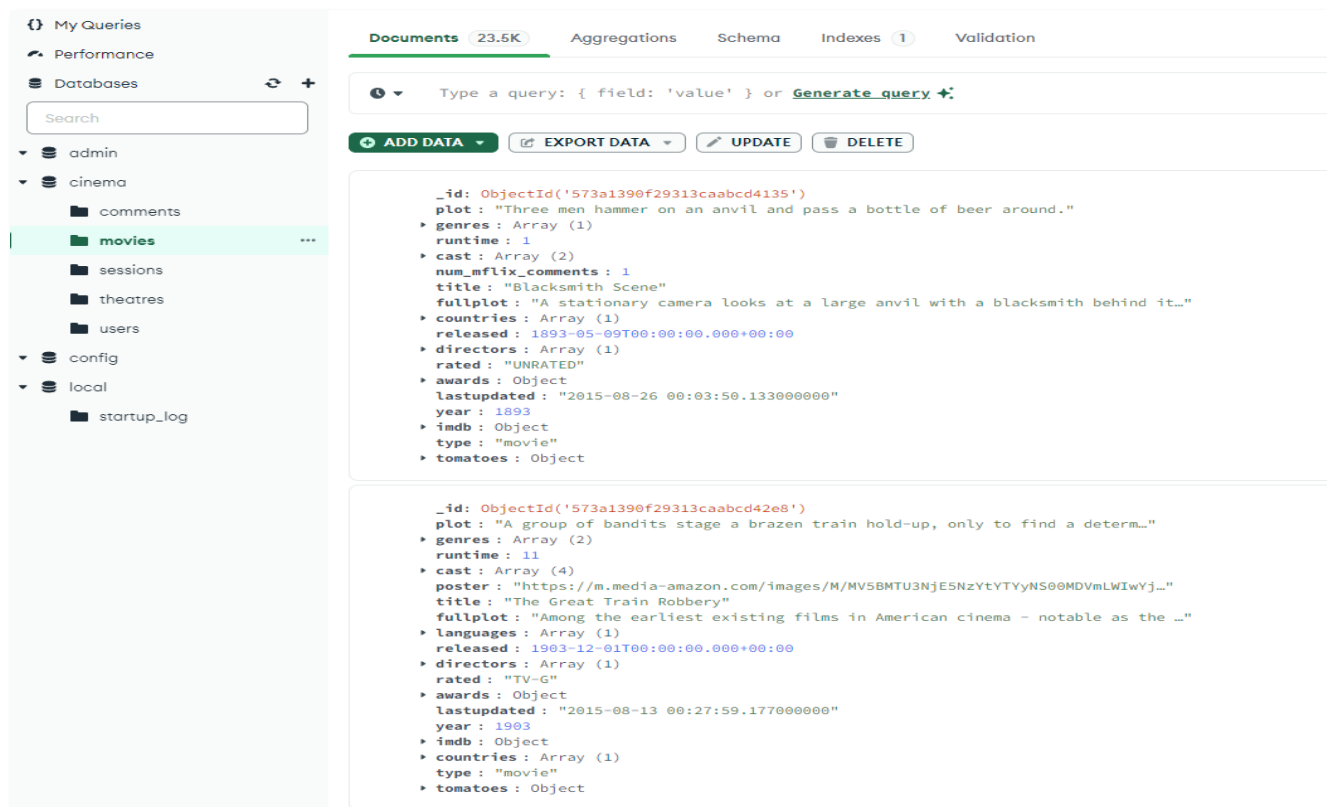 {} My Queries
Performance
Databases
Search
admin
cinema
comments
movies
sessions
theatres
users
config
local
startup_log
Documents 23.5K Aggregations Schema Indexes 1 Validation
Type a query: { field: 'value' } or Generate query
ADD DATA EXPORT DATA UPDATE DELETE
_id: ObjectId('573a1390f29313caabcd4135')
plot : "Three men hammer on an anvil and pass a bottle of beer around."
genres : Array (1)
runtime : 1
cast : Array (2)
num_mflix_comments : 1
title : "Blacksmith Scene"
fullplot : "A stationary camera looks at a large anvil with a blacksmith behind it…"
countries : Array (1)
released : 1893-05-09T00:00:00.000+00:00
directors : Array (1)
rated : "UNRATED"
awards : Object
lastupdated : "2015-08-26 00:03:50.133000000"
year : 1893
imdb : Object
type : "movie"
tomatoes : Object
_id: ObjectId('573a1390f29313caabcd42e8')
plot : "A group of bandits stage a brazen train hold-up, only to find a determ…"
genres : Array (2)
runtime : 11
cast : Array (4)
poster : "https://m.media-amazon.com/images/M/MV5BMTU3NjE5NzYtYTYyNS00MDVmLWIwYj…"
title : "The Great Train Robbery"
fullplot : "Among the earliest existing films in American cinema - notable as the …"
languages : Array (1)
released : 1903-12-01T00:00:00.000+00:00
directors : Array (1)
rated : "TV-G"
awards : Object
lastupdated : "2015-08-13 00:27:59.177000000"
year : 1903
imdb : Object
countries : Array (1)
type : "movie"
tomatoes : Object